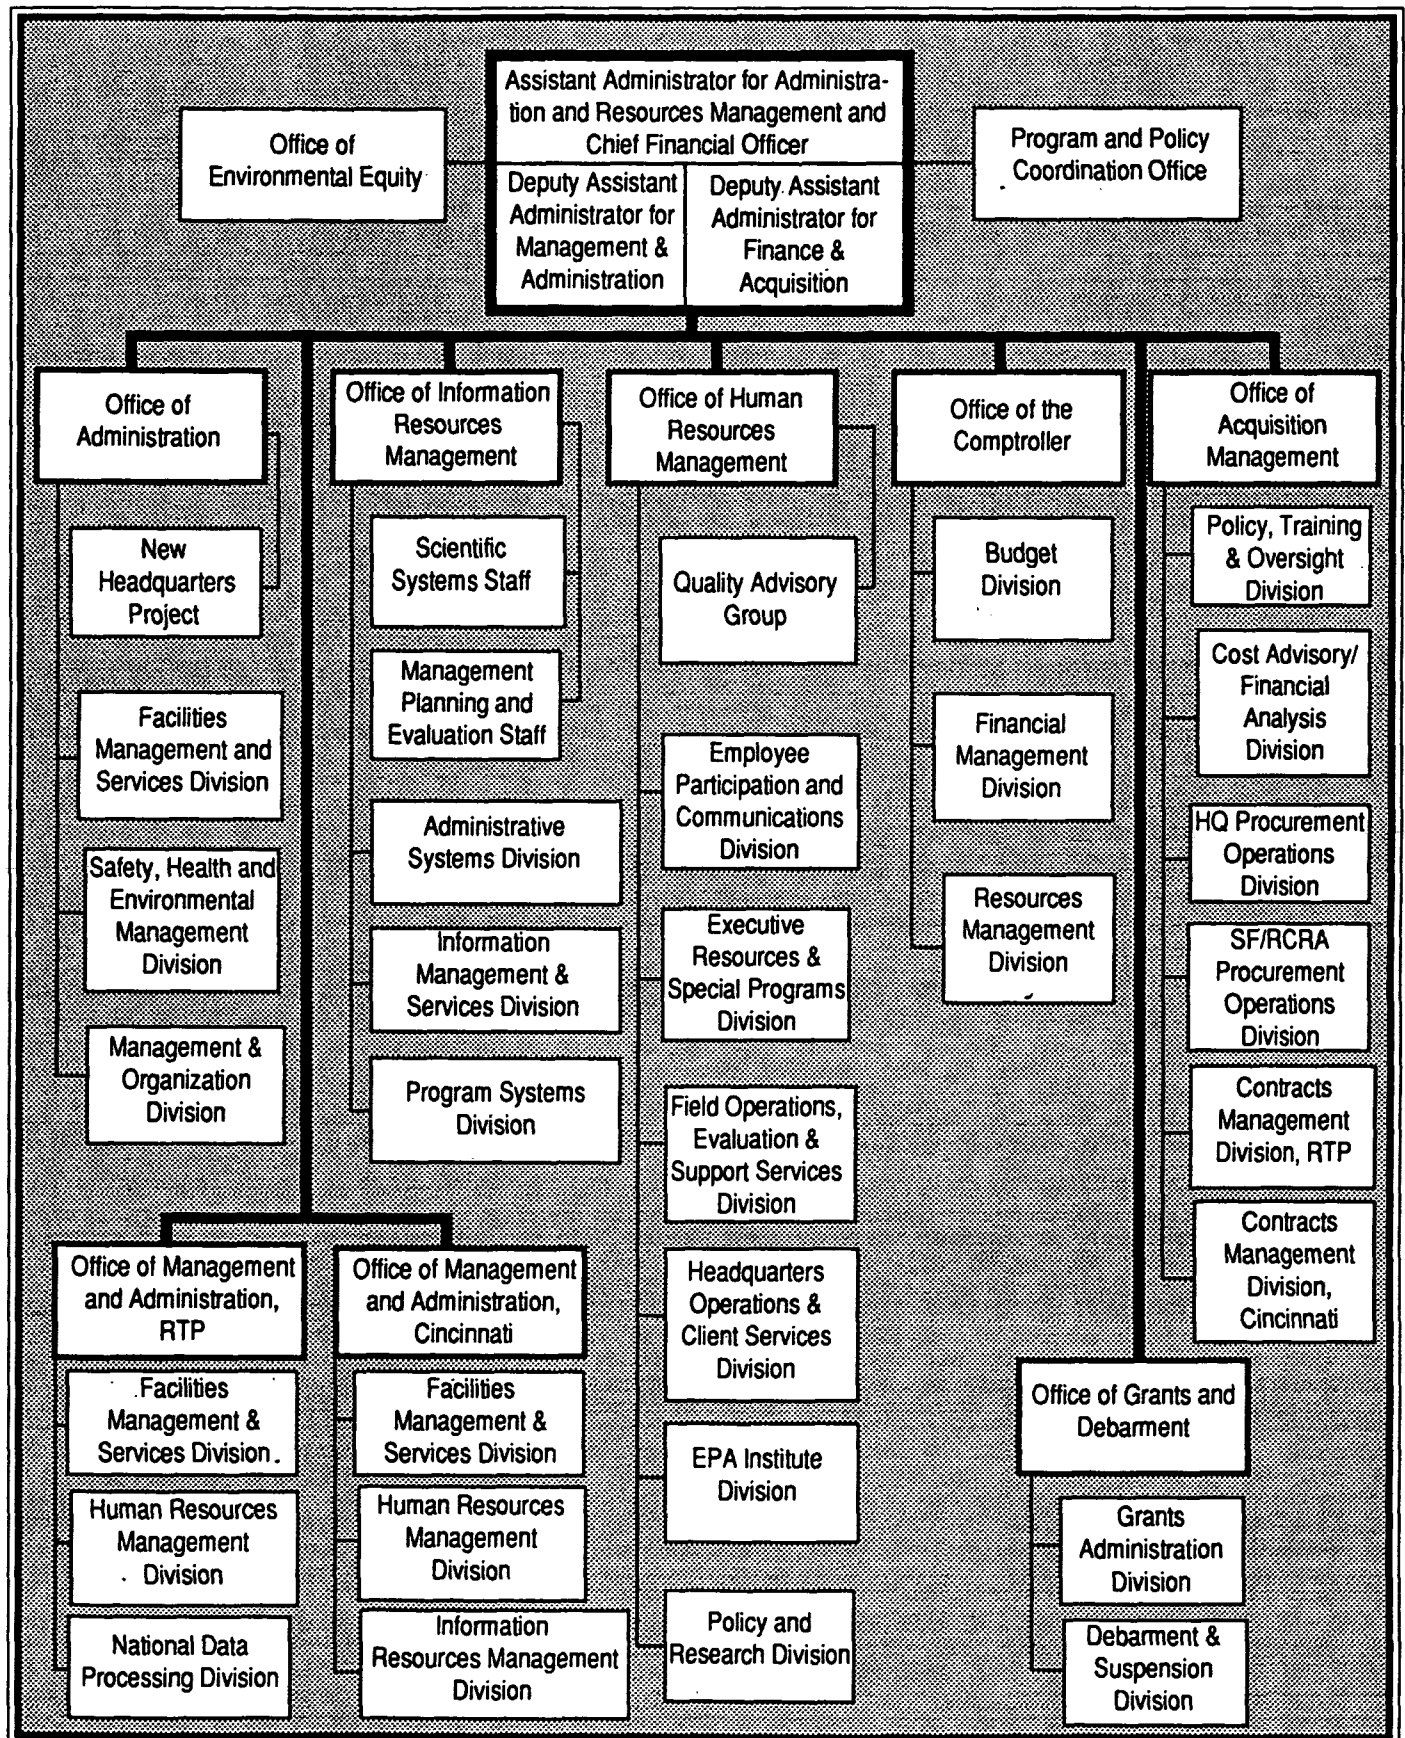 Assistant Administrator for Administra-
tion and Resources Management and
Chief Financial Officer
Deputy Assistant
Administrator for
Management &
Administration
Deputy Assistant
Administrator for
Finance &
Acquisition
Office of
Environmental Equity
Program and Policy
Coordination Office
Office of
Administration
New
Headquarters
Project
Facilities
Management and
Services Division
Safety, Health and
Environmental
Management
Division
Management &
Organization
Division
Office of Information
Resources
Management
Scientific
Systems Staff
Management
Planning and
Evaluation Staff
Administrative
Systems Division
Information
Management &
Services Division
Program Systems
Division
Office of Human
Resources
Management
Quality Advisory
Group
Employee
Participation and
Communications
Division
Executive
Resources &
Special Programs
Division
Field Operations,
Evaluation &
Support Services
Division
Headquarters
Operations &
Client Services
Division
EPA Institute
Division
Policy and
Research Division
Office of the
Comptroller
Budget
Division
Financial
Management
Division
Resources
Management
Division
Office of
Acquisition
Management
Policy, Training
& Oversight
Division
Cost Advisory/
Financial
Analysis
Division
HQ Procurement
Operations
Division
SF/RCRA
Procurement
Operations
Division
Contracts
Management
Division, RTP
Contracts
Management
Division,
Cincinnati
Office of Management
and Administration,
RTP
Facilities
Management &
Services Division
Human Resources
Management
Division
National Data
Processing Division
Office of Management
and Administration,
Cincinnati
Facilities
Management &
Services Division
Human Resources
Management
Division
Information
Resources Management
Division
Office of Grants and
Debarment
Grants
Administration
Division
Debarment &
Suspension
Division